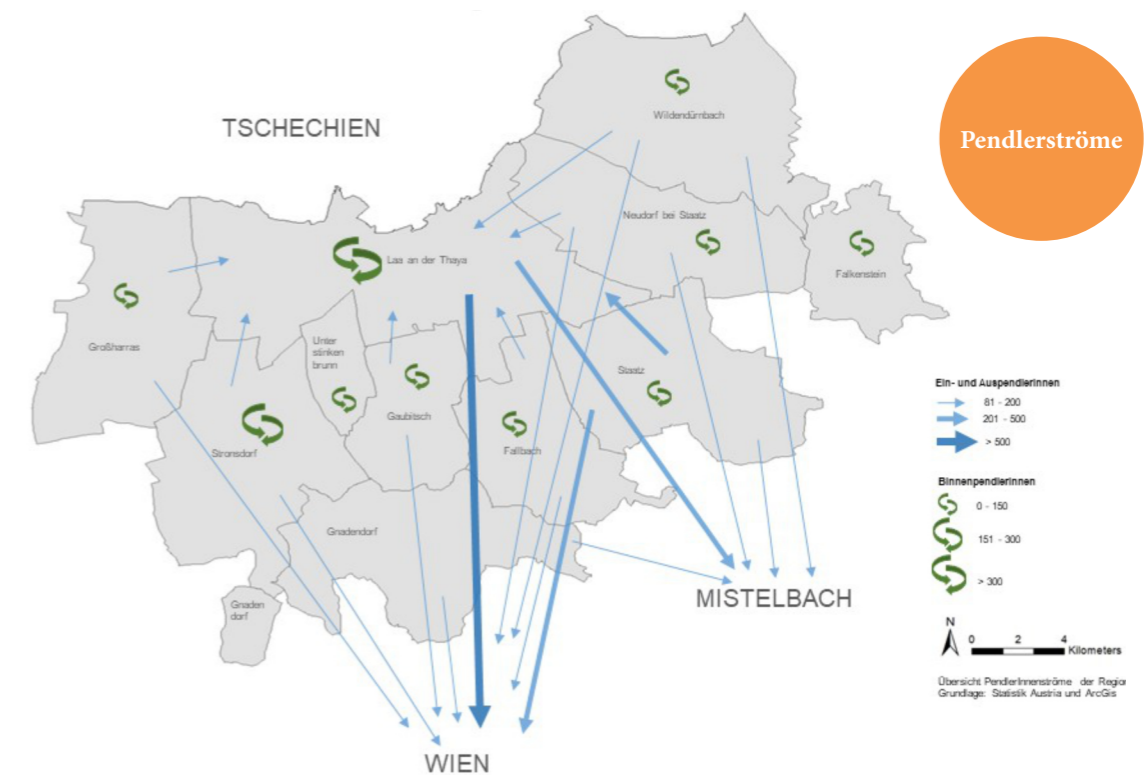 TSCHECHIEN
Pendlerströme
Wildendürnbach
Neudorf bei Staatz
Laa an der Thaya
Falkenstein
Großharras
Unter
stinken
brunn
Staatz
Gaubitsch
Fallbach
Stronsdorf
Gnadendorf
Gnaden
dorf
MISTELBACH
WIEN
Ein- und AuspendlerInnen
81 - 200
201 - 500
> 500
BinnenpendlerInnen
0 - 150
151 - 300
> 300
N
0 2 4
Kilometers
Übersicht PendlerInnenströme der Region
Grundlage: Statistik Austria und ArcGis